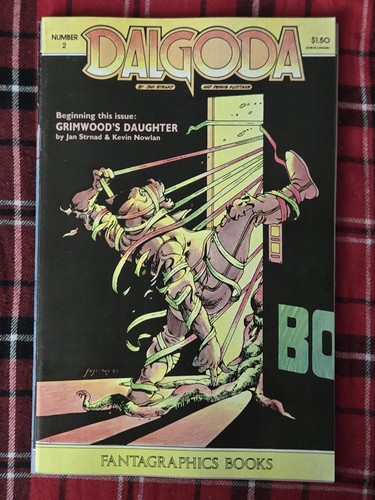 NUMBER
2
DALGODA
$1.50
BY JAN STRNAD AND DENNIS FUJITAKE
Beginning this issue:
GRIMWOOD'S DAUGHTER
by Jan Strnad & Kevin Nowlan
BO
FANTAGRAPHICS BOOKS